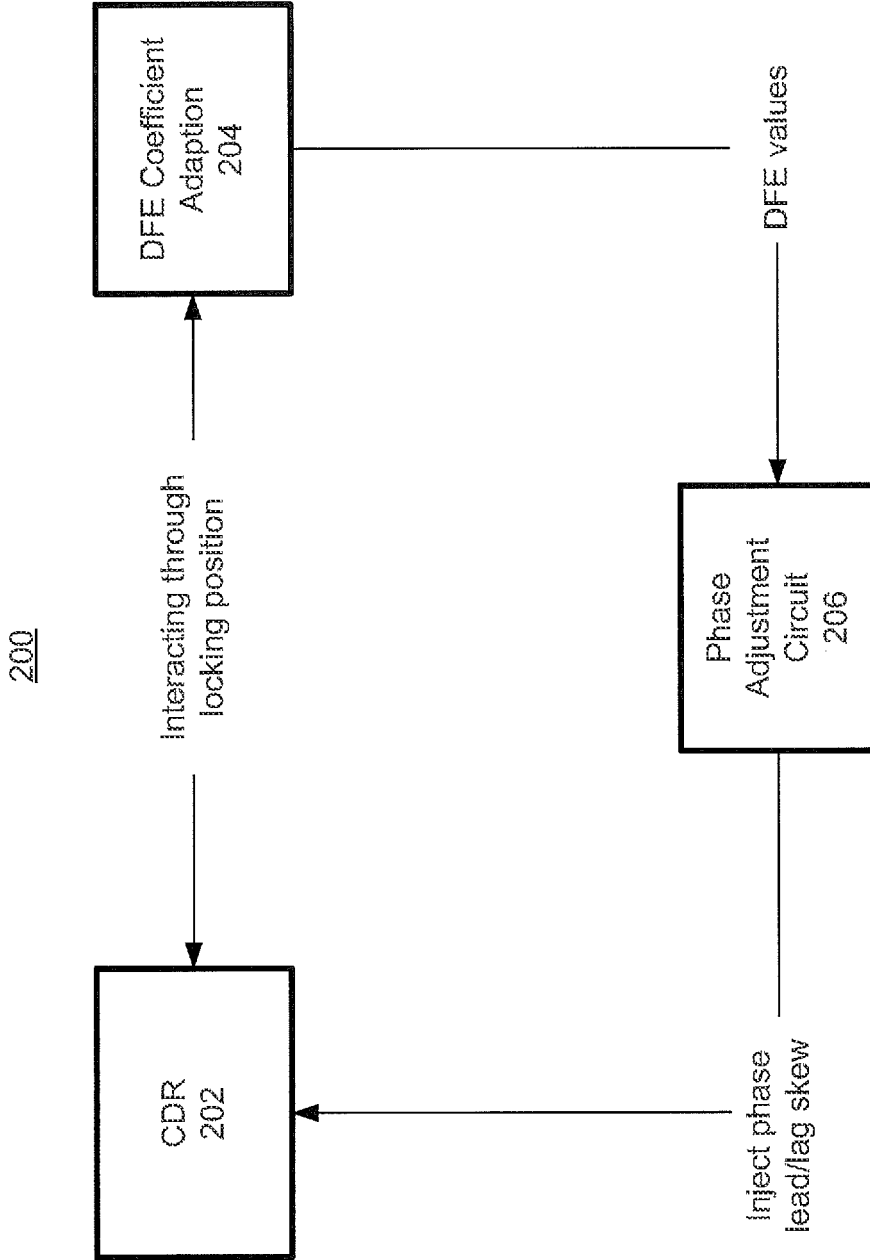 200
CDR
202
Interacting through
locking position
DFE Coefficient
Adaption
204
Inject phase
lead/lag skew
Phase
Adjustment
Circuit
206
DFE values